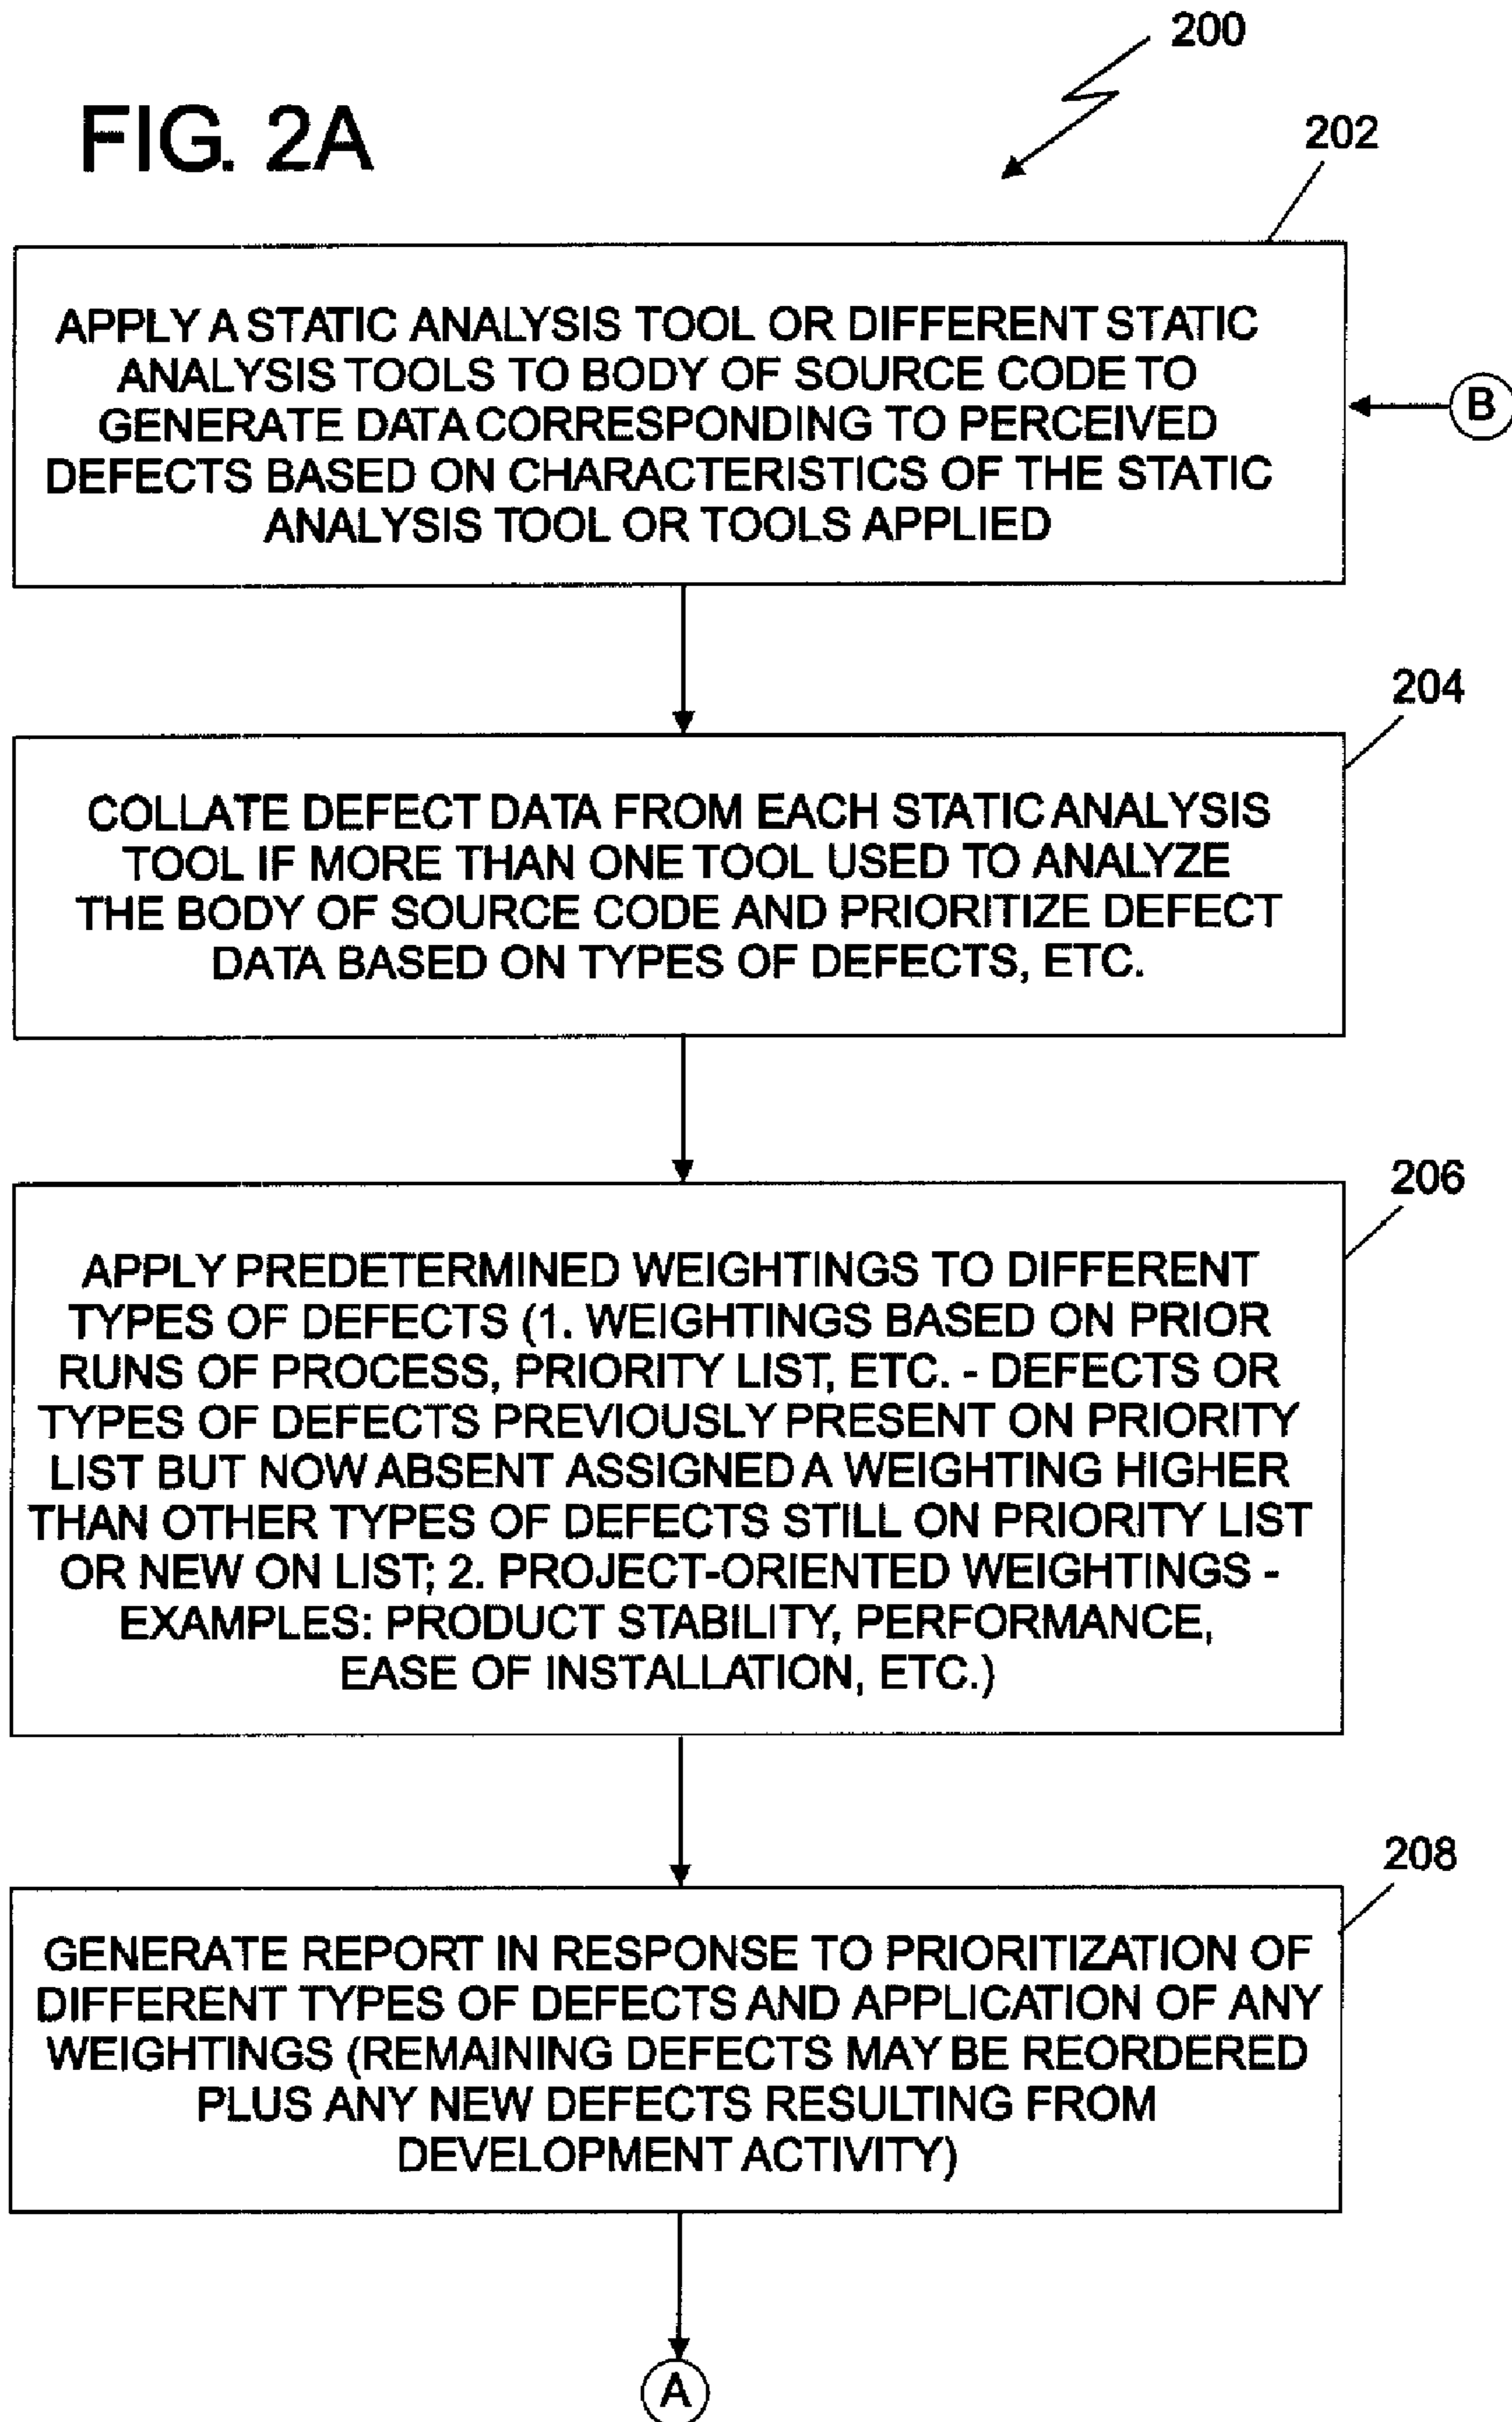 200
FIG. 2A
202
APPLY A STATIC ANALYSIS TOOL OR DIFFERENT STATIC
ANALYSIS TOOLS TO BODY OF SOURCE CODE TO
GENERATE DATA CORRESPONDING TO PERCEIVED
DEFECTS BASED ON CHARACTERISTICS OF THE STATIC
ANALYSIS TOOL OR TOOLS APPLIED
B
204
COLLATE DEFECT DATA FROM EACH STATIC ANALYSIS
TOOL IF MORE THAN ONE TOOL USED TO ANALYZE
THE BODY OF SOURCE CODE AND PRIORITIZE DEFECT
DATA BASED ON TYPES OF DEFECTS, ETC.
206
APPLY PREDETERMINED WEIGHTINGS TO DIFFERENT
TYPES OF DEFECTS (1. WEIGHTINGS BASED ON PRIOR
RUNS OF PROCESS, PRIORITY LIST, ETC. - DEFECTS OR
TYPES OF DEFECTS PREVIOUSLY PRESENT ON PRIORITY
LIST BUT NOW ABSENT ASSIGNED A WEIGHTING HIGHER
THAN OTHER TYPES OF DEFECTS STILL ON PRIORITY LIST
OR NEW ON LIST; 2. PROJECT-ORIENTED WEIGHTINGS -
EXAMPLES: PRODUCT STABILITY, PERFORMANCE,
EASE OF INSTALLATION, ETC.)
208
GENERATE REPORT IN RESPONSE TO PRIORITIZATION OF
DIFFERENT TYPES OF DEFECTS AND APPLICATION OF ANY
WEIGHTINGS (REMAINING DEFECTS MAY BE REORDERED
PLUS ANY NEW DEFECTS RESULTING FROM
DEVELOPMENT ACTIVITY)
A